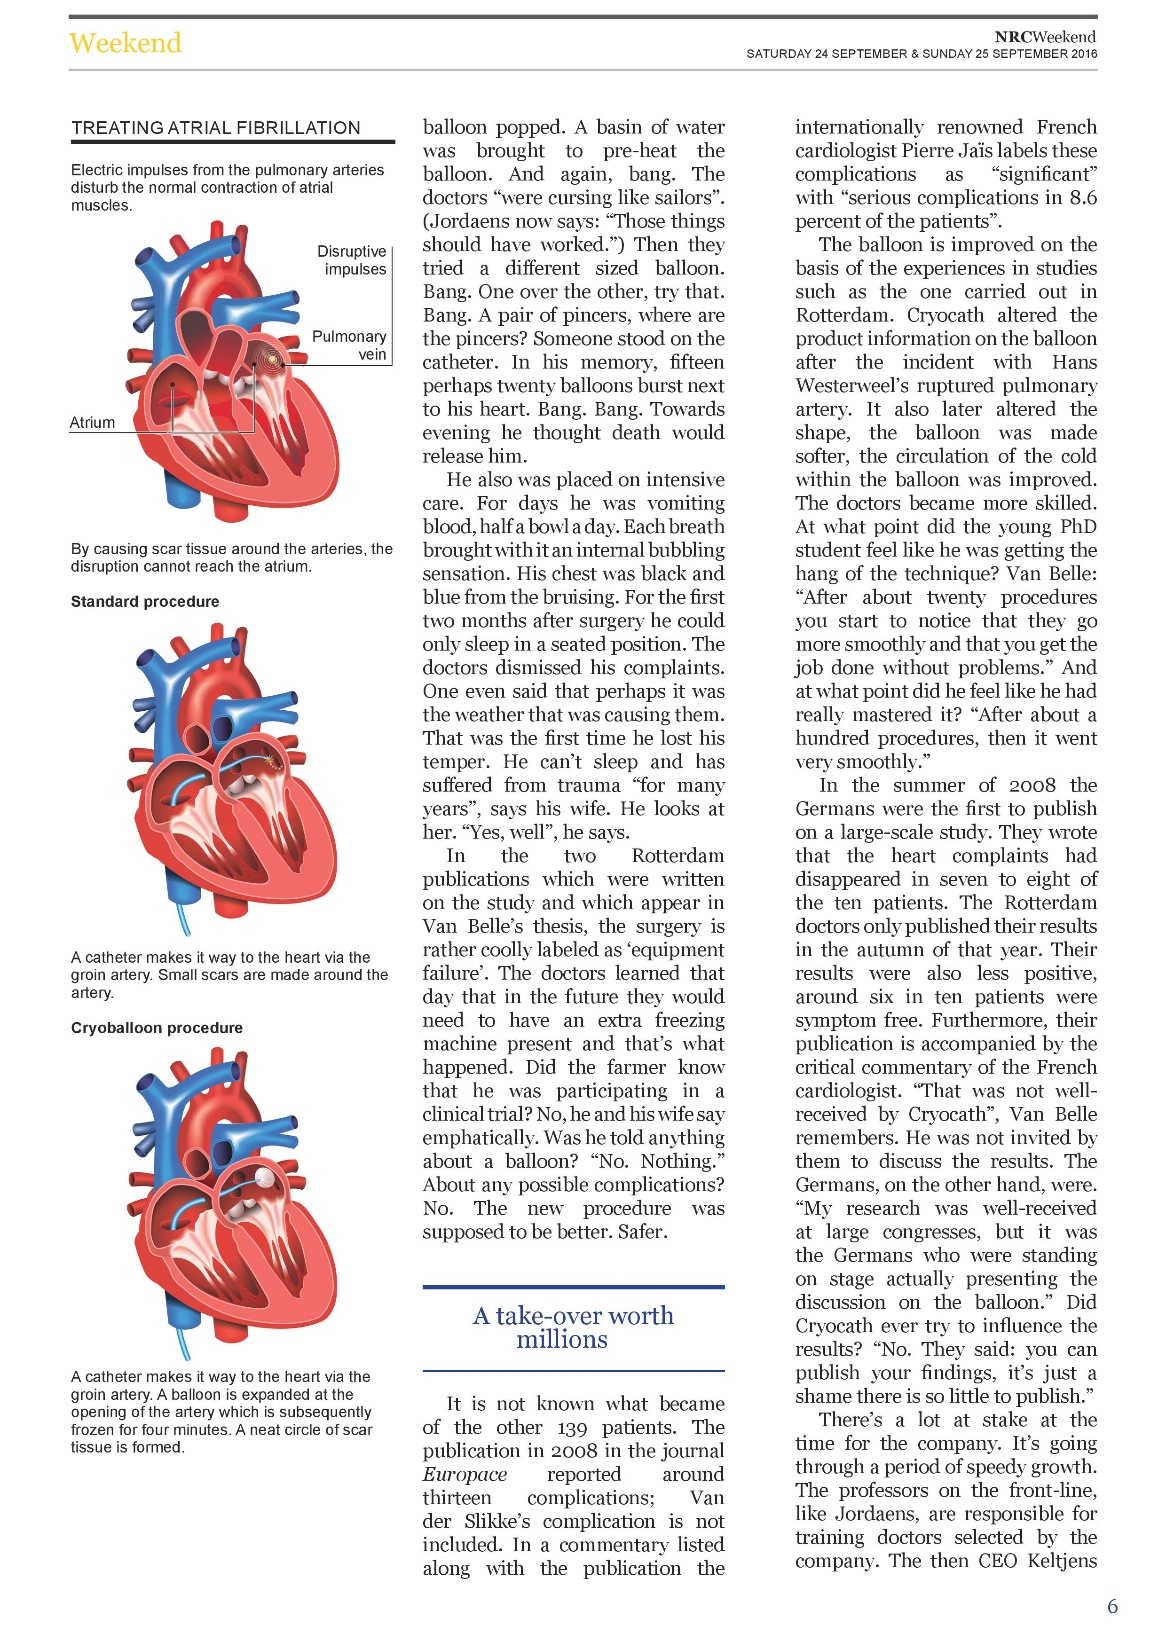 Weekend
NRCWeekend
SATURDAY 24 SEPTEMBER & SUNDAY 25 SEPTEMBER 2016
TREATING ATRIAL FIBRILLATION
Electric impulses from the pulmonary arteries
disturb the normal contraction of atrial
muscles.
Disruptive
impulses
Pulmonary
vein
Atrium
By causing scar tissue around the arteries, the
disruption cannot reach the atrium.
Standard procedure
A catheter makes it way to the heart via the
groin artery. Small scars are made around the
artery.
Cryoballoon procedure
A catheter makes it way to the heart via the
groin artery. A balloon is expanded at the
opening of the artery which is subsequently
frozen for four minutes. A neat circle of scar
tissue is formed.
balloon popped. A basin of water
was brought to pre-heat the
balloon. And again, bang. The
doctors “were cursing like sailors”.
(Jordaens now says: “Those things
should have worked.”) Then they
tried a different sized balloon.
Bang. One over the other, try that.
Bang. A pair of pincers, where are
the pincers? Someone stood on the
catheter. In his memory, fifteen
perhaps twenty balloons burst next
to his heart. Bang. Bang. Towards
evening he thought death would
release him.
He also was placed on intensive
care. For days he was vomiting
blood, half a bowl a day. Each breath
brought with it an internal bubbling
sensation. His chest was black and
blue from the bruising. For the first
two months after surgery he could
only sleep in a seated position. The
doctors dismissed his complaints.
One even said that perhaps it was
the weather that was causing them.
That was the first time he lost his
temper. He can’t sleep and has
suffered from trauma “for many
years”, says his wife. He looks at
her. “Yes, well”, he says.
In the two Rotterdam
publications which were written
on the study and which appear in
Van Belle’s thesis, the surgery is
rather coolly labeled as ‘equipment
failure’. The doctors learned that
day that in the future they would
need to have an extra freezing
machine present and that’s what
happened. Did the farmer know
that he was participating in a
clinical trial? No, he and his wife say
emphatically. Was he told anything
about a balloon? “No. Nothing.”
About any possible complications?
No. The new procedure was
supposed to be better. Safer.
A take-over worth
millions
It is not known what became
of the other 139 patients. The
publication in 2008 in the journal
Europace reported around
thirteen complications; Van
der Slikke’s complication is not
included. In a commentary listed
along with the publication the
internationally renowned French
cardiologist Pierre Jaïs labels these
complications as “significant”
with “serious complications in 8.6
percent of the patients”.
The balloon is improved on the
basis of the experiences in studies
such as the one carried out in
Rotterdam. Cryocath altered the
product information on the balloon
after the incident with Hans
Westerweel’s ruptured pulmonary
artery. It also later altered the
shape, the balloon was made
softer, the circulation of the cold
within the balloon was improved.
The doctors became more skilled.
At what point did the young PhD
student feel like he was getting the
hang of the technique? Van Belle:
“After about twenty procedures
you start to notice that they go
more smoothly and that you get the
job done without problems.” And
at what point did he feel like he had
really mastered it? “After about a
hundred procedures, then it went
very smoothly.”
In the summer of 2008 the
Germans were the first to publish
on a large-scale study. They wrote
that the heart complaints had
disappeared in seven to eight of
the ten patients. The Rotterdam
doctors only published their results
in the autumn of that year. Their
results were also less positive,
around six in ten patients were
symptom free. Furthermore, their
publication is accompanied by the
critical commentary of the French
cardiologist. “That was not well-
received by Cryocath”, Van Belle
remembers. He was not invited by
them to discuss the results. The
Germans, on the other hand, were.
“My research was well-received
at large congresses, but it was
the Germans who were standing
on stage actually presenting the
discussion on the balloon.” Did
Cryocath ever try to influence the
results? “No. They said: you can
publish your findings, it’s just a
shame there is so little to publish.”
There’s a lot at stake at the
time for the company. It’s going
through a period of speedy growth.
The professors on the front-line,
like Jordaens, are responsible for
training doctors selected by the
company. The then CEO Keltjens
6